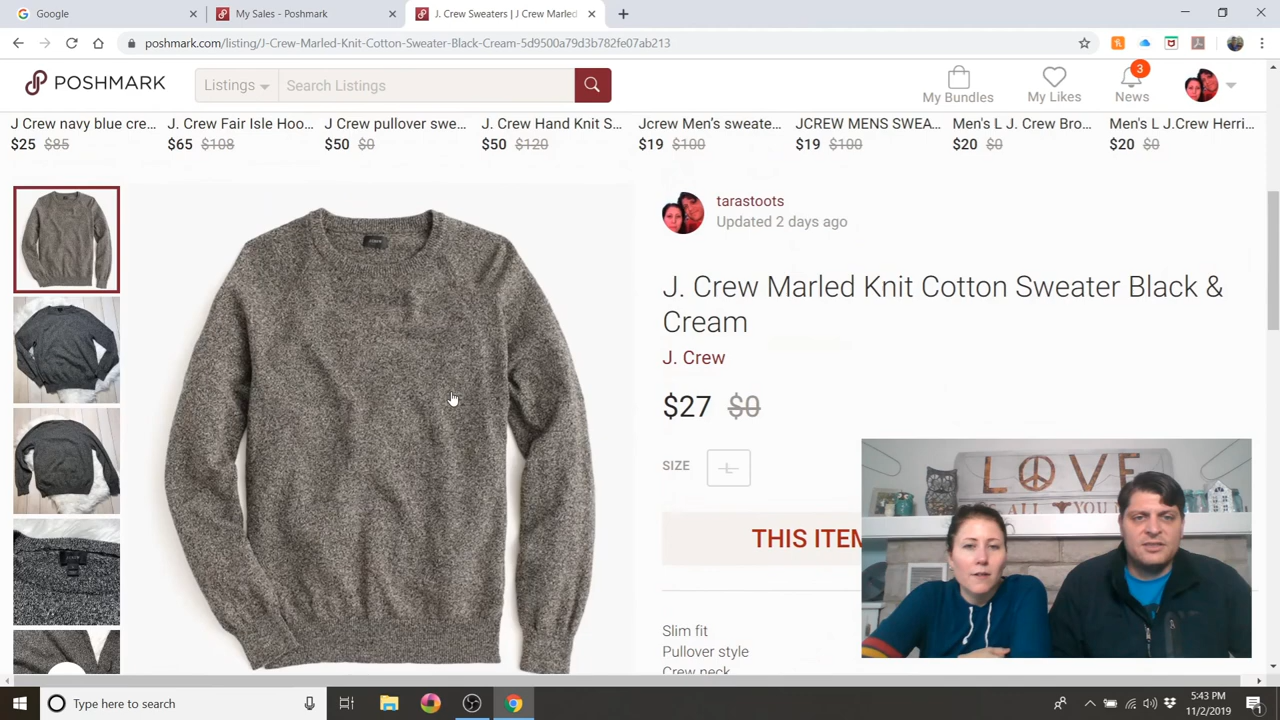 Google
My Sales - Poshmark
J. Crew Sweaters | J Crew Marled
poshmark.com/listing/J-Crew-Marled-Knit-Cotton-Sweater-Black-Cream-5d9500a79d3b782fe07ab213
POSHMARK
Listings
Search Listings
My Bundles
My Likes
3
News
J Crew navy blue cre...
J. Crew Fair Isle Hoo...
J Crew pullover swe...
J. Crew Hand Knit S...
Jcrew Men's sweate...
JCREW MENS SWEA...
Men's L J. Crew Bro...
Men's L J.Crew Herri...
$25 $85
$65 $108
$50 $0
$50 $120
$19 $100
$19 $100
$20 $0
$20 $0
tarastoots
Updated 2 days ago
J. Crew Marled Knit Cotton Sweater Black &
Cream
J. Crew
$27 $0
SIZE
L
THIS ITEM
LOVE
ALL YOU N
Slim fit
Pullover style
Crew neck
Type here to search
5:43 PM
11/2/2019
1